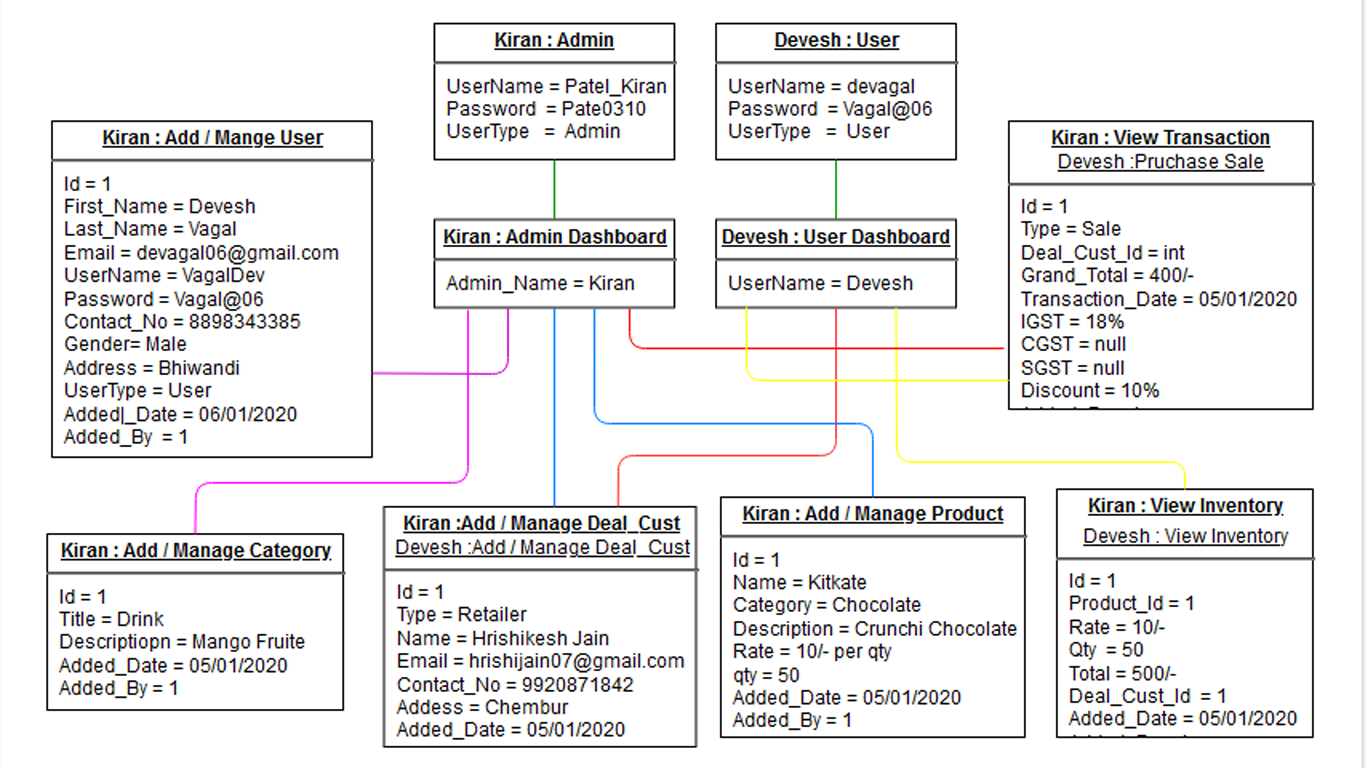 Kiran : Admin
UserName = Patel_Kiran
Password  = Pate0310
UserType   =  Admin
Devesh : User
UserName = devagal
Password  = Vagal@06
UserType   =  User
Kiran : Add / Mange User
Id = 1
First_Name = Devesh
Last_Name = Vagal
Email = devagal06@gmail.com
UserName = VagalDev
Password = Vagal@06
Contact_No = 8898343385
Gender= Male
Address = Bhiwandi
UserType = User
Added|_Date = 06/01/2020
Added_By  = 1
Kiran : Admin Dashboard
Admin_Name = Kiran
Devesh : User Dashboard
UserName = Devesh
Kiran : View Transaction
Devesh :Pruchase Sale
Id = 1
Type = Sale
Deal_Cust_Id = int
Grand_Total = 400/-
Transaction_Date = 05/01/2020
IGST = 18%
CGST = null
SGST = null
Discount = 10%
Kiran : Add / Manage Category
Id = 1
Title = Drink
Descriptiopn = Mango Fruite
Added_Date = 05/01/2020
Added_By = 1
Kiran :Add / Manage Deal_Cust
Devesh :Add / Manage Deal_Cust
Id = 1
Type = Retailer
Name = Hrishikesh Jain
Email = hrishijain07@gmail.com
Contact_No = 9920871842
Addess = Chembur
Added_Date = 05/01/2020
Kiran : Add / Manage Product
Id = 1
Name = Kitkate
Category = Chocolate
Description = Crunchi Chocolate
Rate = 10/- per qty
qty = 50
Added_Date = 05/01/2020
Added_By = 1
Kiran : View Inventory
Devesh : View Inventory
Id = 1
Product_Id = 1
Rate = 10/-
Qty  = 50
Total = 500/-
Deal_Cust_Id  = 1
Added_Date = 05/01/2020